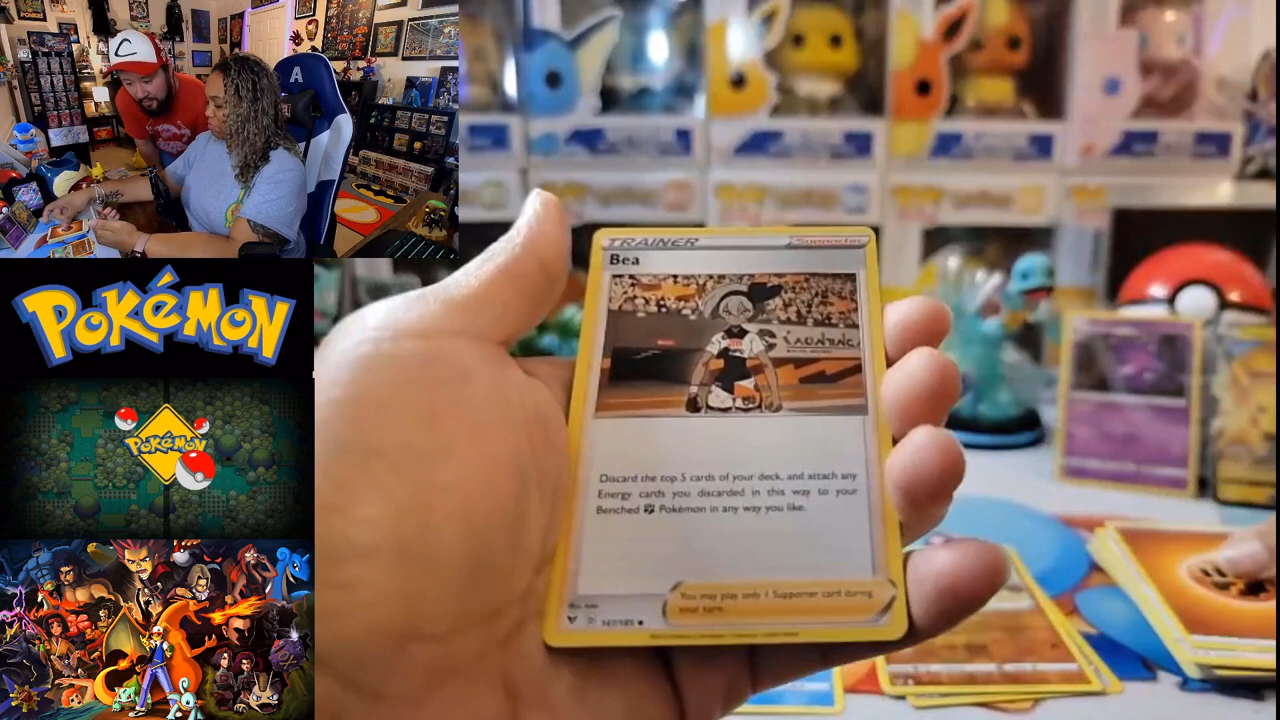 A
POKÉMON
POKÉMON
TRAINER
Supporter
Bea
Discard the top 5 cards of your deck, and attach any
Energy cards you discarded in this way to your
Benched Pokémon in any way you like.
You may play only 1 Supporter card during
your turn.
147/185